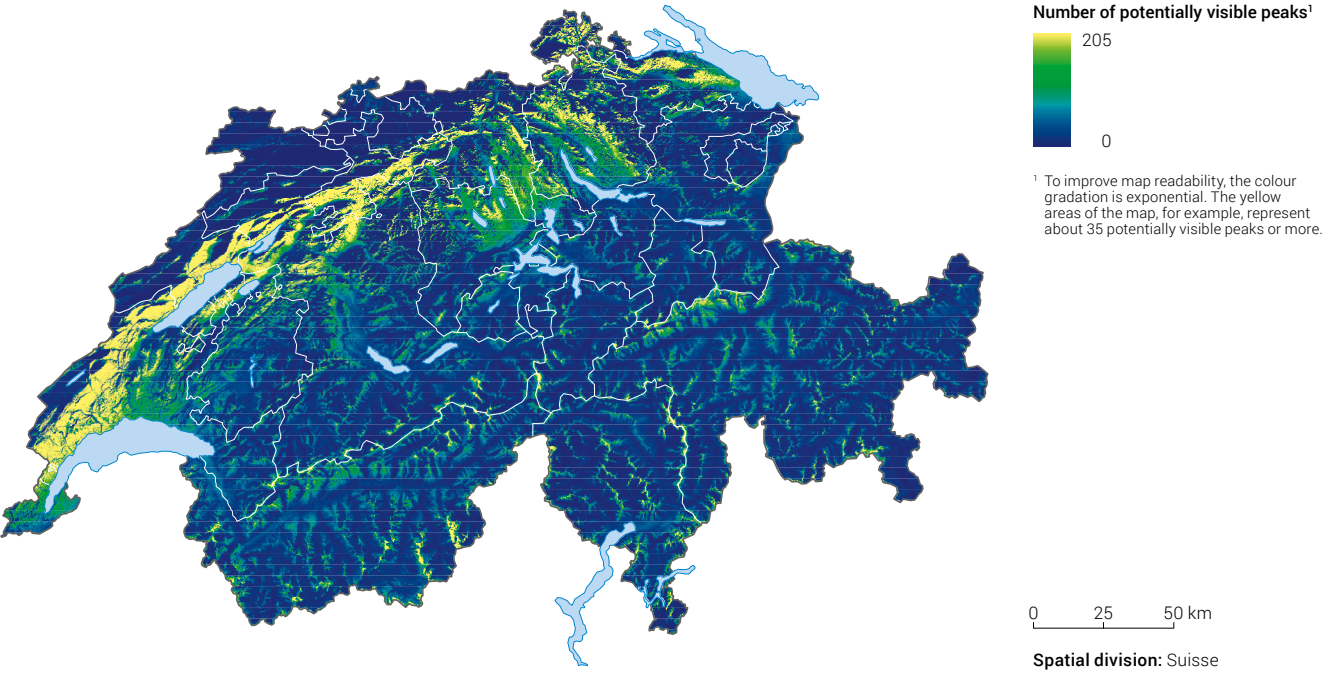 Number of potentially visible peaks¹
205
0
¹ To improve map readability, the colour
gradation is exponential. The yellow
areas of the map, for example, represent
about 35 potentially visible peaks or more.
0 25 50 km
Spatial division: Suisse